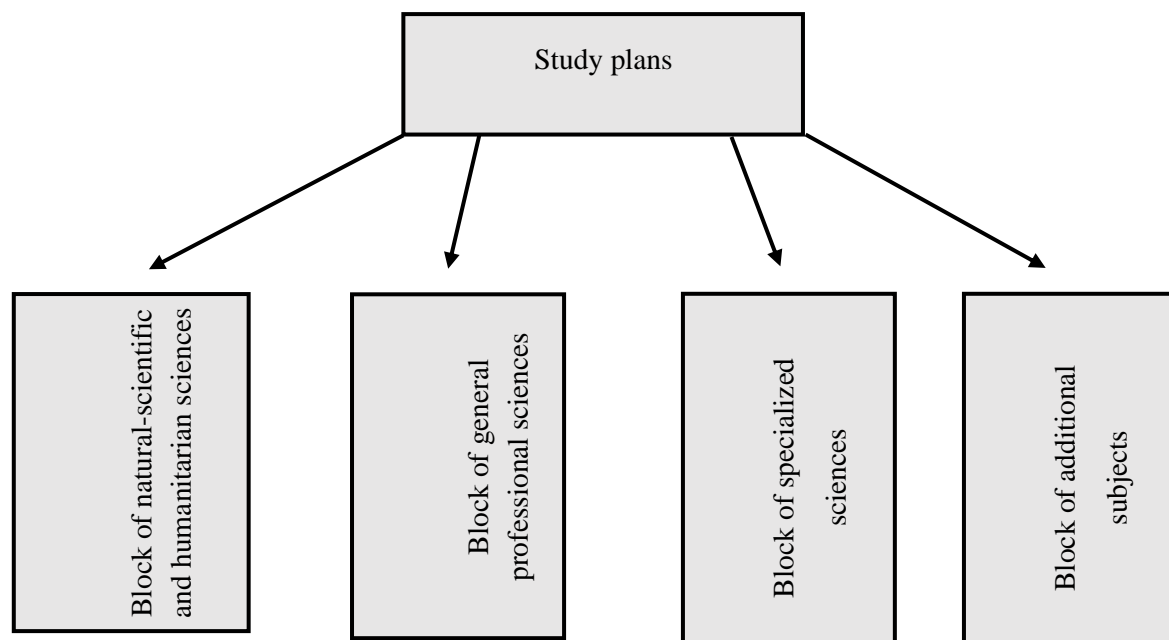 Study plans
Block of natural-scientific
and humanitarian sciences
Block of general
professional sciences
Block of specialized
sciences
Block of additional
subjects